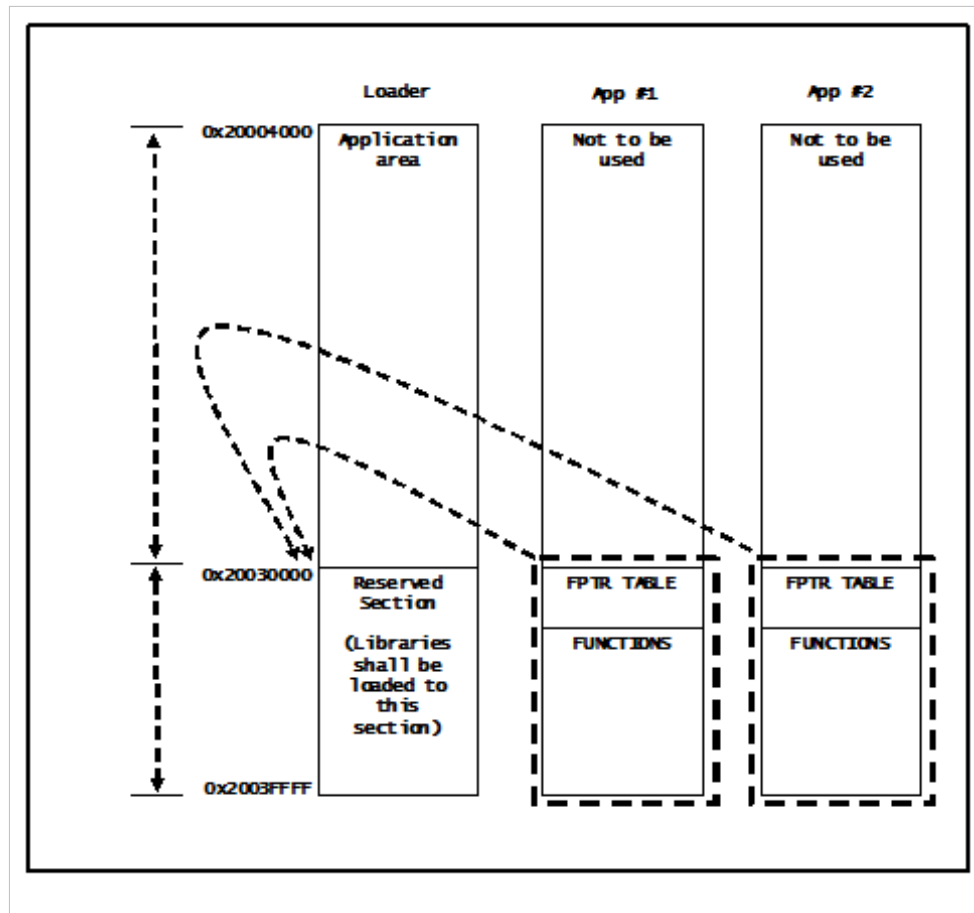 Loader
App #1
App #2
0x20004000
Application
area
Not to be
used
Not to be
used
0x20030000
Reserved
Section
(Libraries
shall be
loaded to
this
section)
FPTR TABLE
FUNCTIONS
FPTR TABLE
FUNCTIONS
0x2003FFFF